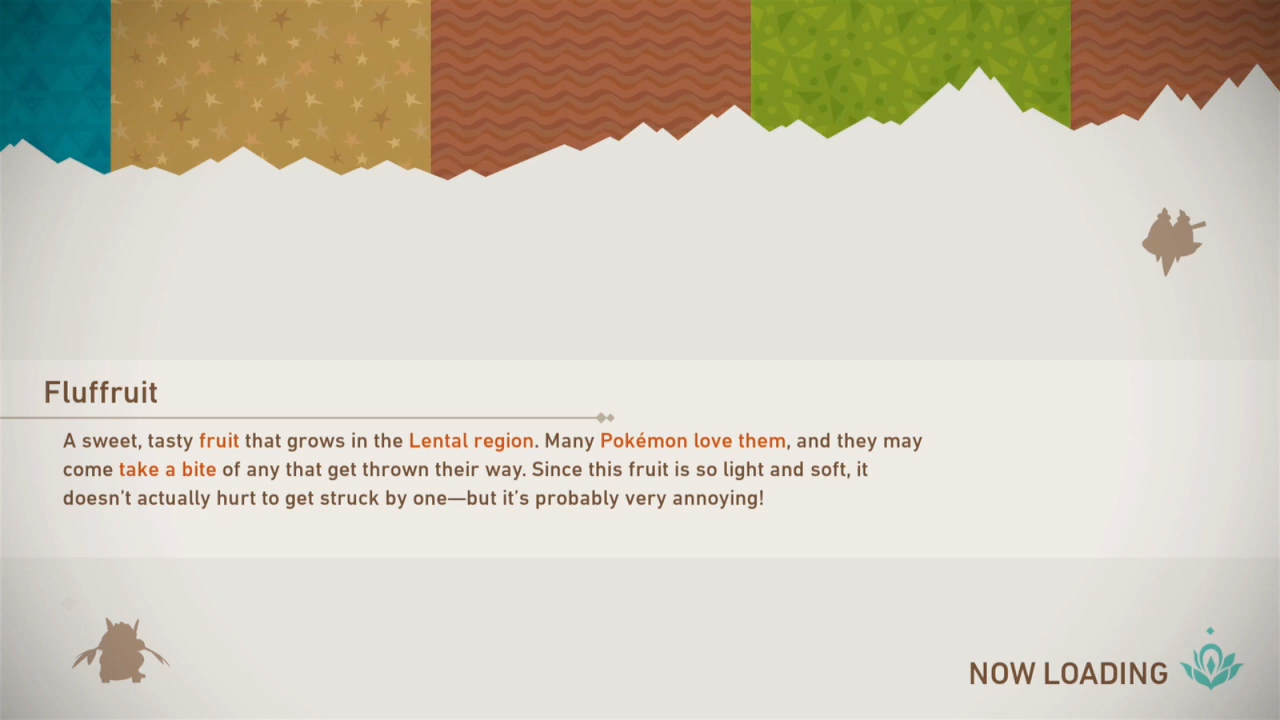 Fluffruit
A sweet, tasty fruit that grows in the Lental region. Many Pokémon love them, and they may
come take a bite of any that get thrown their way. Since this fruit is so light and soft, it
doesn't actually hurt to get struck by one—but it's probably very annoying!
NOW LOADING